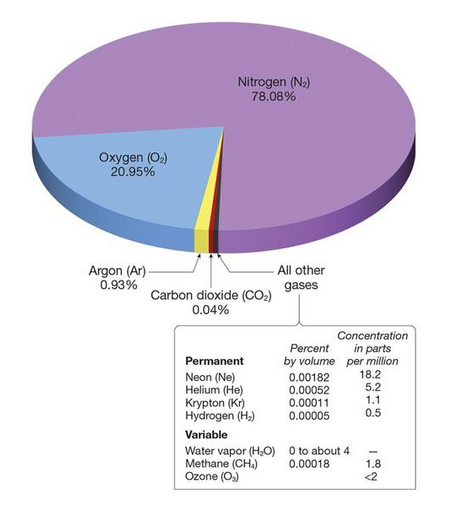 Nitrogen (N₂)
78.08%
Oxygen (O₂)
20.95%
Argon (Ar)
0.93%
Carbon dioxide (CO₂)
0.04%
All other
gases
Concentration
Percent in parts
Permanent by volume per million
Neon (Ne) 0.00182 18.2
Helium (He) 0.00052 5.2
Krypton (Kr) 0.00011 1.1
Hydrogen (H₂) 0.00005 0.5
Variable
Water vapor (H₂O) 0 to about 4 —
Methane (CH₄) 0.00018 1.8
Ozone (O₃) <2